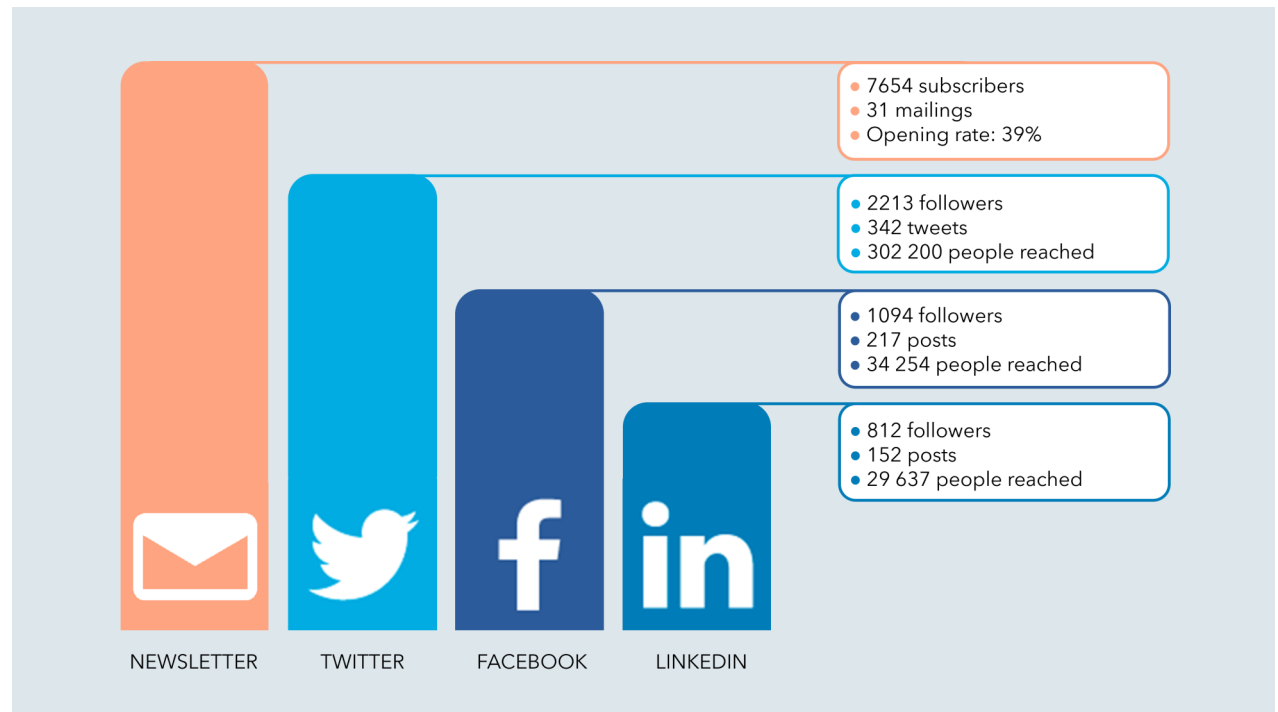 7654 subscribers
31 mailings
Opening rate: 39%
2213 followers
342 tweets
302 200 people reached
1094 followers
217 posts
34 254 people reached
812 followers
152 posts
29 637 people reached
f
in
NEWSLETTER
TWITTER
FACEBOOK
LINKEDIN